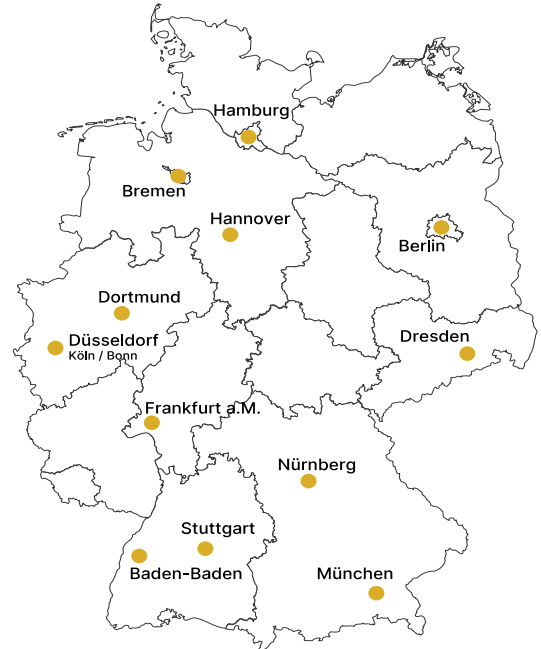 Hamburg
Bremen
Hannover
Berlin
Dortmund
Düsseldorf
Köln / Bonn
Dresden
Frankfurt a.M.
Nürnberg
Stuttgart
Baden-Baden
München